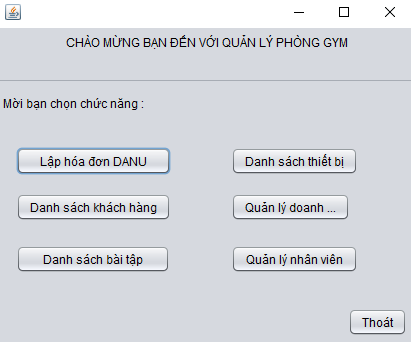 CHÀO MỪNG BẠN ĐẾN VỚI QUẢN LÝ PHÒNG GYM
Mời bạn chọn chức năng :
Lập hóa đơn DANU
Danh sách thiết bị
Danh sách khách hàng
Quản lý doanh ...
Danh sách bài tập
Quản lý nhân viên
Thoát